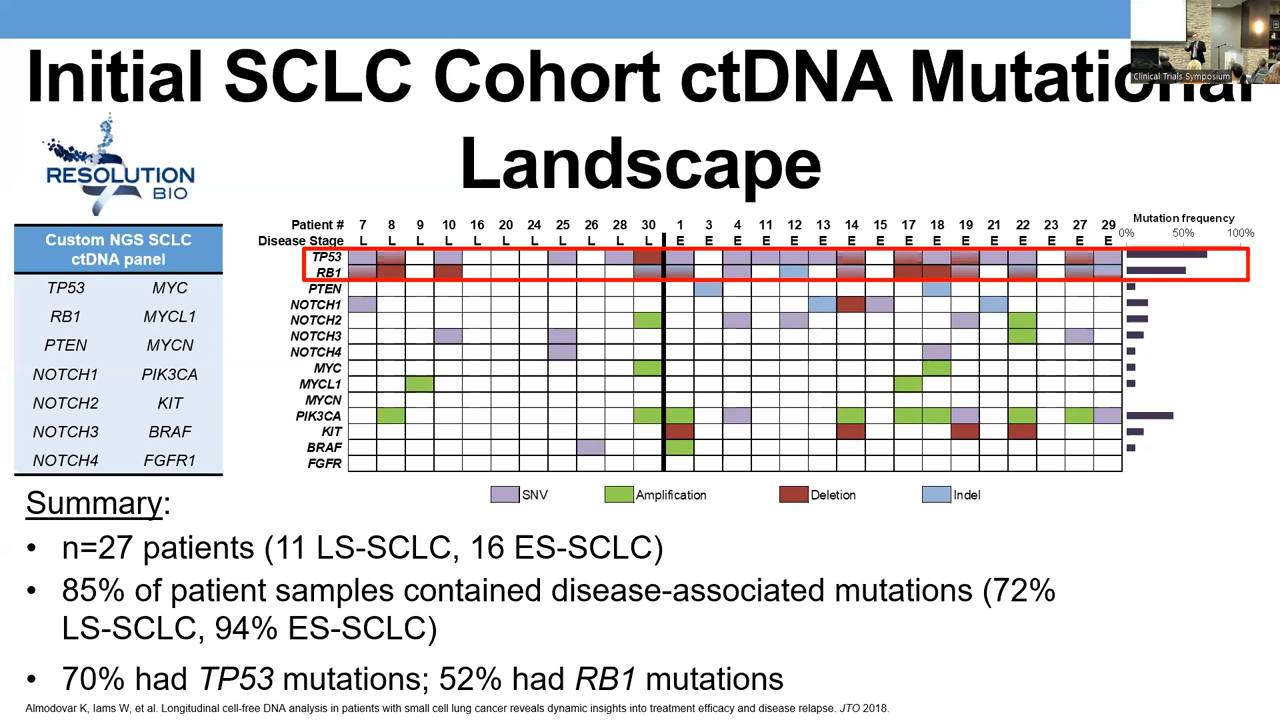 Initial SCLC Cohort ctDNA Mutational
Landscape
Clinical Trials Symposium
RESOLUTION
BIO
Custom NGS SCLC
ctDNA panel
TP53 MYC
RB1 MYCL1
PTEN MYCN
NOTCH1 PIK3CA
NOTCH2 KIT
NOTCH3 BRAF
NOTCH4 FGFR1
Patient # 7 8 9 10 16 20 24 25 26 28 30 1 3 4 11 12 13 14 15 17 18 19 21 22 27 29
Disease Stage L L L L L L L L L L L E E E E E E E E E E E E E E E
Mutation frequency
0% 50% 100%
TP53
RB1
PTEN
NOTCH1
NOTCH2
NOTCH3
NOTCH4
MYC
MYCL1
MYCN
PIK3CA
KIT
BRAF
FGFR
SNV Amplification Deletion Indel
Summary:
• n=27 patients (11 LS-SCLC, 16 ES-SCLC)
• 85% of patient samples contained disease-associated mutations (72%
LS-SCLC, 94% ES-SCLC)
• 70% had TP53 mutations; 52% had RB1 mutations
Almodovar K, Iams W, et al. Longitudinal cell-free DNA analysis in patients with small cell lung cancer reveals dynamic insights into treatment efficacy and disease relapse. JTO 2018.